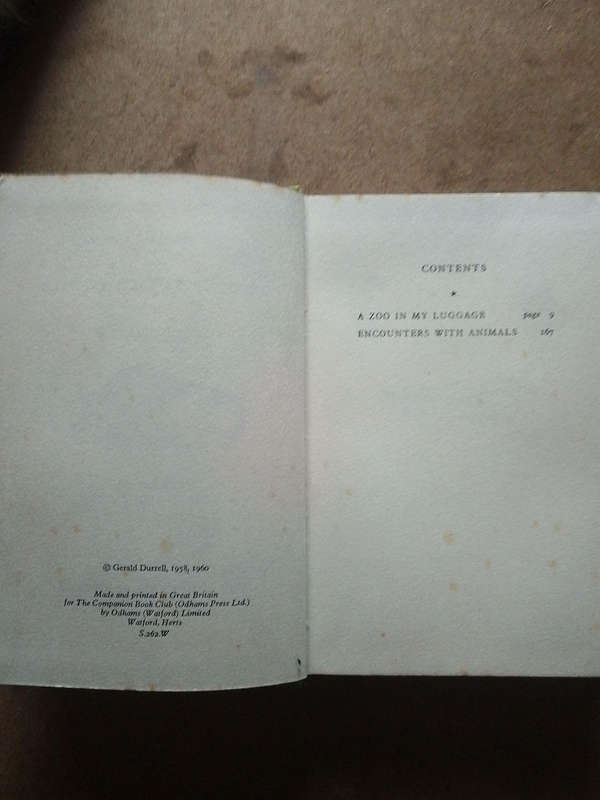 © Gerald Durrell, 1958, 1960
Made and printed in Great Britain
for The Companion Book Club (Odhams Press Ltd.)
by Odhams (Watford) Limited
Watford, Herts
S.262.W
CONTENTS
*
A ZOO IN MY LUGGAGE page 9
ENCOUNTERS WITH ANIMALS 167